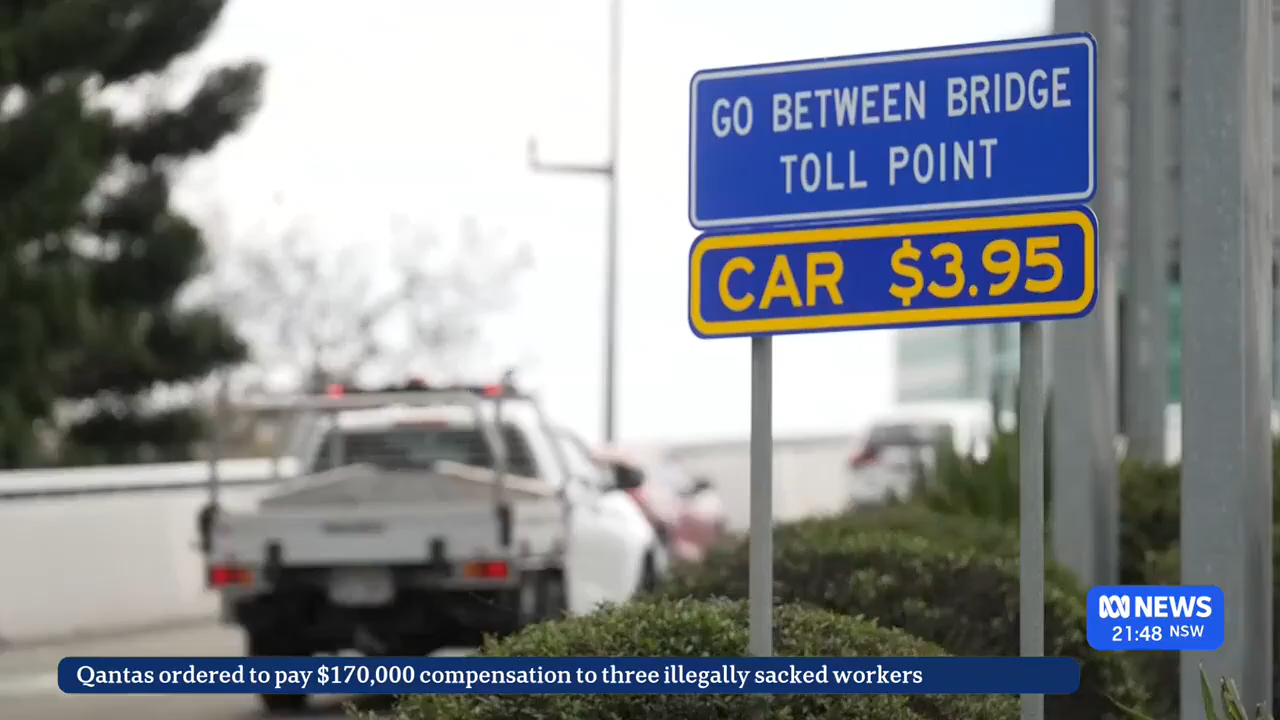 GO BETWEEN BRIDGE
TOLL POINT
CAR $3.95
NEWS
21:48 NSW
Qantas ordered to pay $170,000 compensation to three illegally sacked workers